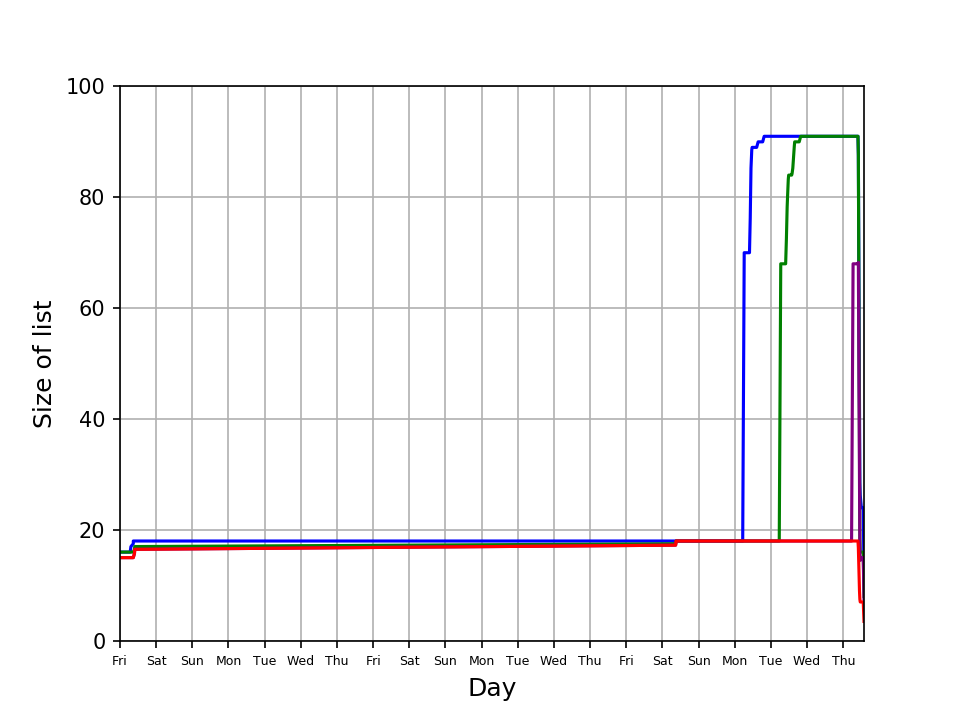 100
80
60
40
20
0
Size of list
Fri Sat Sun Mon Tue Wed Thu Fri Sat Sun Mon Tue Wed Thu Fri Sat Sun Mon Tue Wed Thu
Day